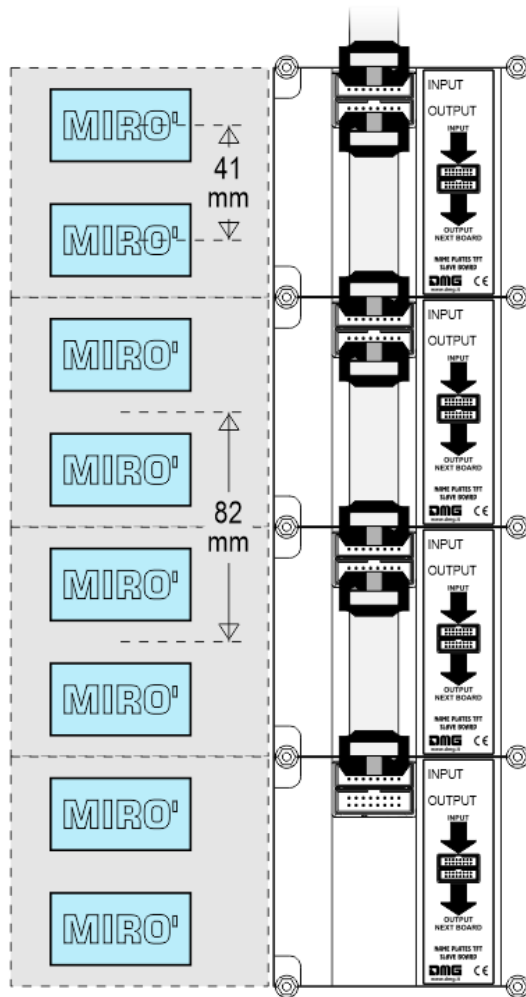 MIRO'
41
mm
MIRO'
MIRO'
82
mm
MIRO'
MIRO'
MIRO'
MIRO'
MIRO'
INPUT
OUTPUT
INPUT
OUTPUT
NEXT BOARD
NAME PLATES TFT
SLAVE BOARD
DMG CE
www.dmg.it
INPUT
OUTPUT
INPUT
OUTPUT
NEXT BOARD
NAME PLATES TFT
SLAVE BOARD
DMG CE
www.dmg.it
INPUT
OUTPUT
INPUT
OUTPUT
NEXT BOARD
NAME PLATES TFT
SLAVE BOARD
DMG CE
www.dmg.it
INPUT
OUTPUT
INPUT
OUTPUT
NEXT BOARD
NAME PLATES TFT
SLAVE BOARD
DMG CE
www.dmg.it